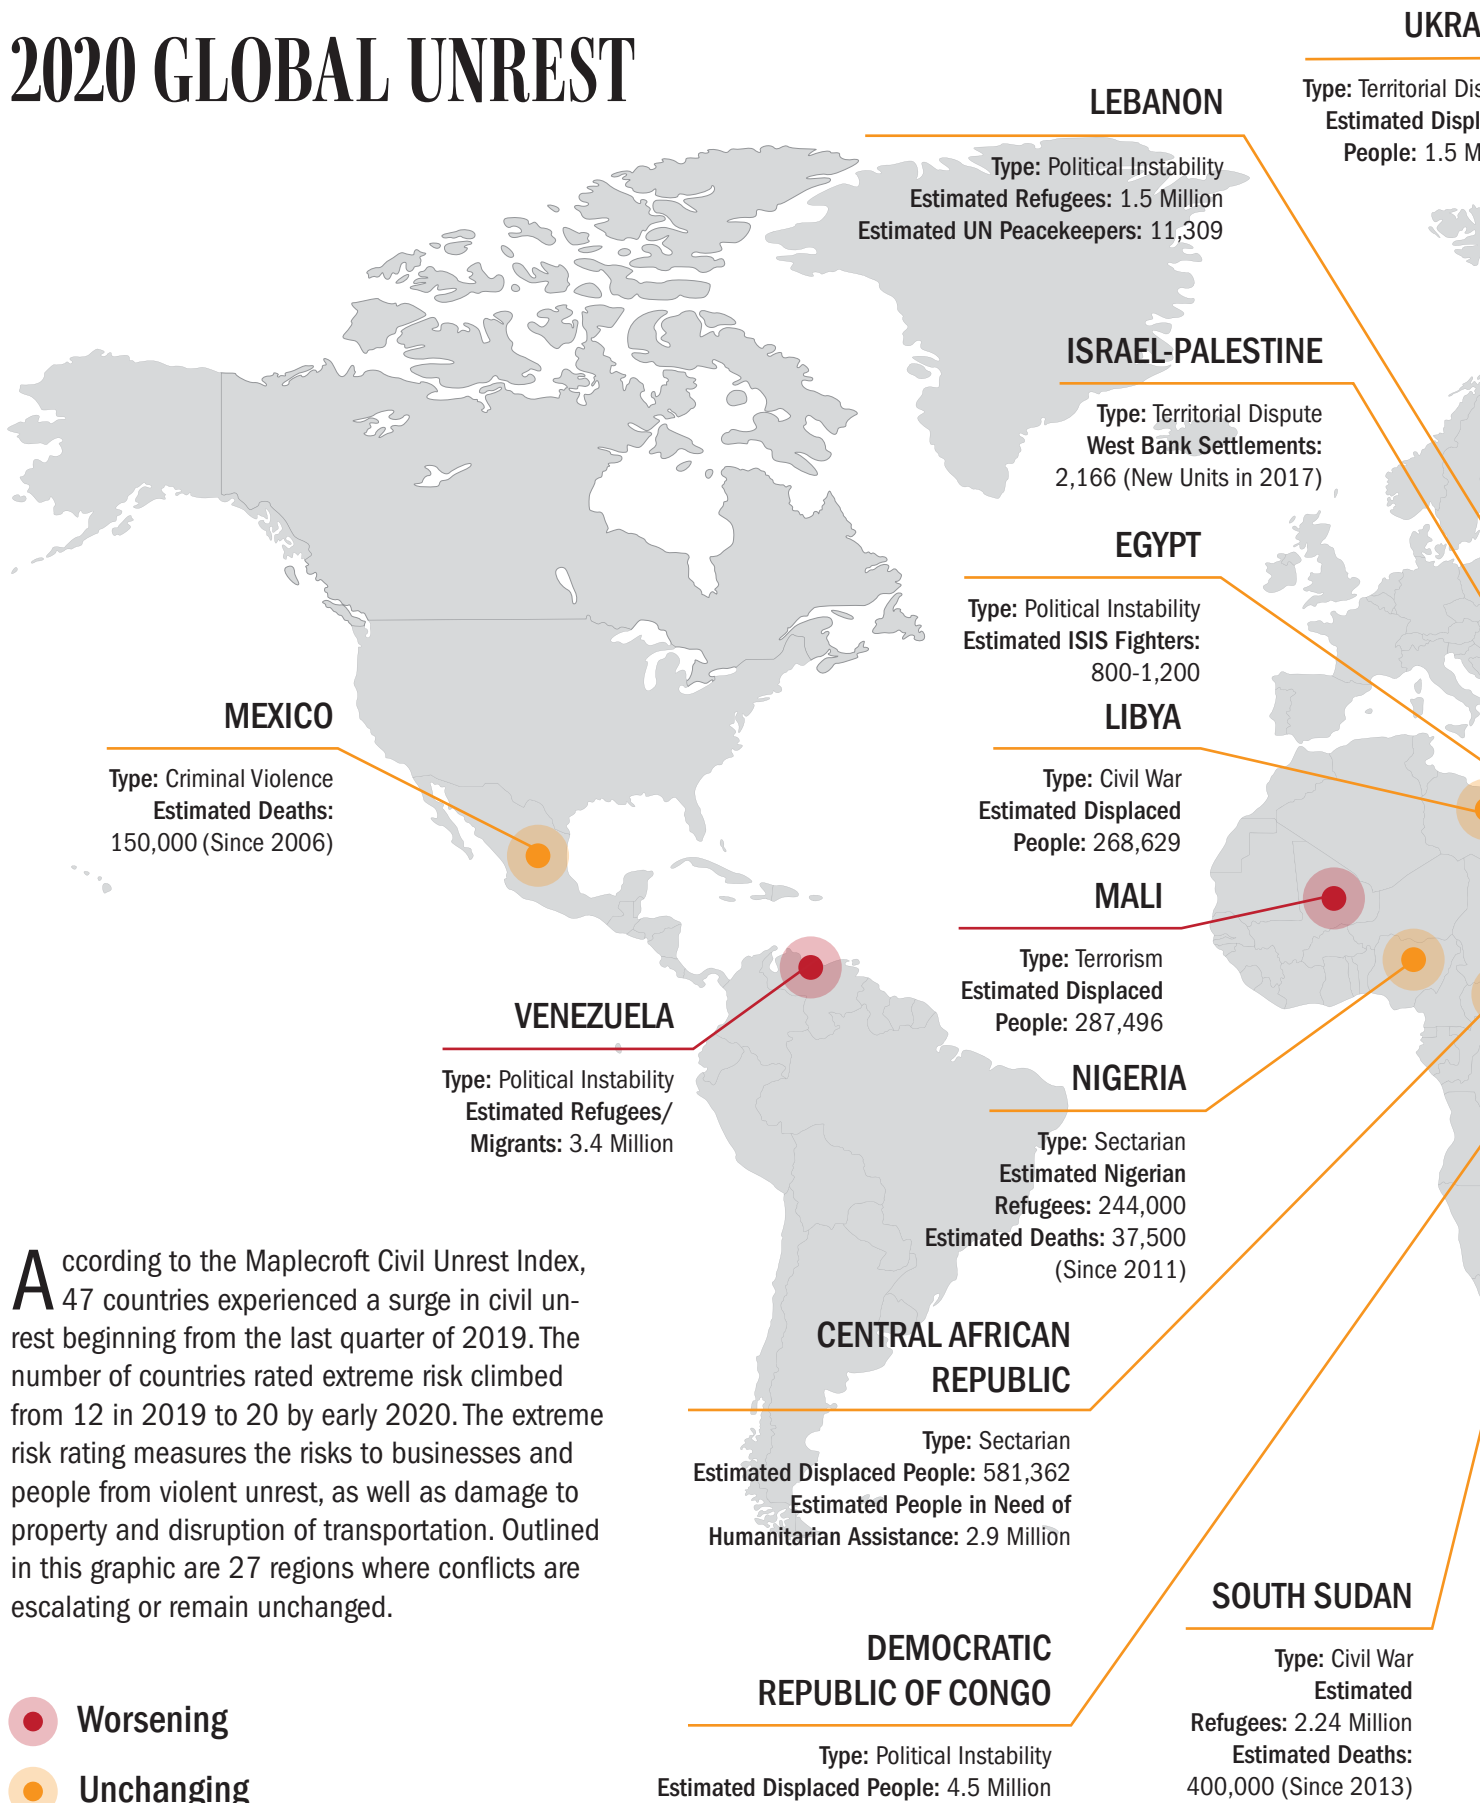 2020 GLOBAL UNREST
UKRA
Type: Territorial Dis
Estimated Displ
People: 1.5 M
LEBANON
Type: Political Instability
Estimated Refugees: 1.5 Million
Estimated UN Peacekeepers: 11,309
ISRAEL-PALESTINE
Type: Territorial Dispute
West Bank Settlements:
2,166 (New Units in 2017)
EGYPT
Type: Political Instability
Estimated ISIS Fighters:
800-1,200
LIBYA
Type: Civil War
Estimated Displaced
People: 268,629
MEXICO
Type: Criminal Violence
Estimated Deaths:
150,000 (Since 2006)
MALI
Type: Terrorism
Estimated Displaced
People: 287,496
VENEZUELA
Type: Political Instability
Estimated Refugees/
Migrants: 3.4 Million
NIGERIA
Type: Sectarian
Estimated Nigerian
Refugees: 244,000
Estimated Deaths: 37,500
(Since 2011)
According to the Maplecroft Civil Unrest Index,
47 countries experienced a surge in civil un-
rest beginning from the last quarter of 2019. The
number of countries rated extreme risk climbed
from 12 in 2019 to 20 by early 2020. The extreme
risk rating measures the risks to businesses and
people from violent unrest, as well as damage to
property and disruption of transportation. Outlined
in this graphic are 27 regions where conflicts are
escalating or remain unchanged.
CENTRAL AFRICAN
REPUBLIC
Type: Sectarian
Estimated Displaced People: 581,362
Estimated People in Need of
Humanitarian Assistance: 2.9 Million
DEMOCRATIC
REPUBLIC OF CONGO
Type: Political Instability
Estimated Displaced People: 4.5 Million
SOUTH SUDAN
Type: Civil War
Estimated
Refugees: 2.24 Million
Estimated Deaths:
400,000 (Since 2013)
Worsening
Unchanging